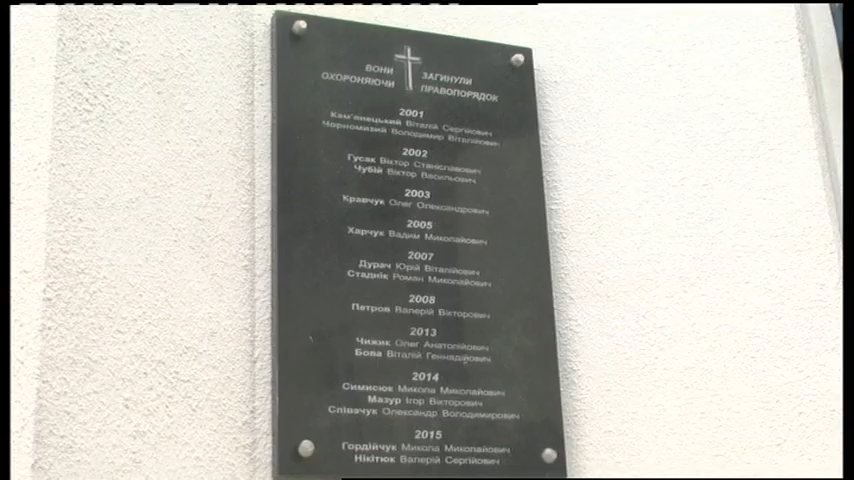 ВОНИ ЗАГИНУЛИ
ОХОРОНЯЮЧИ ПРАВОПОРЯДОК
2001
Кам'янецький Віталій Сергійович
Чорномизий Володимир Віталійович
2002
Гусак Віктор Станіславович
Чубій Віктор Васильович
2003
Кравчук Олег Олександрович
2005
Харчук Вадим Миколайович
2007
Дурач Юрій Віталійович
Стаднік Роман Миколайович
2008
Петров Валерій Вікторович
2013
Чижик Олег Анатолійович
Бова Віталій Геннадійович
2014
Симисюк Микола Миколайович
Мазур Ігор Вікторович
Співачук Олександр Володимирович
2015
Гордійчук Микола Миколайович
Нікітюк Валерій Сергійович